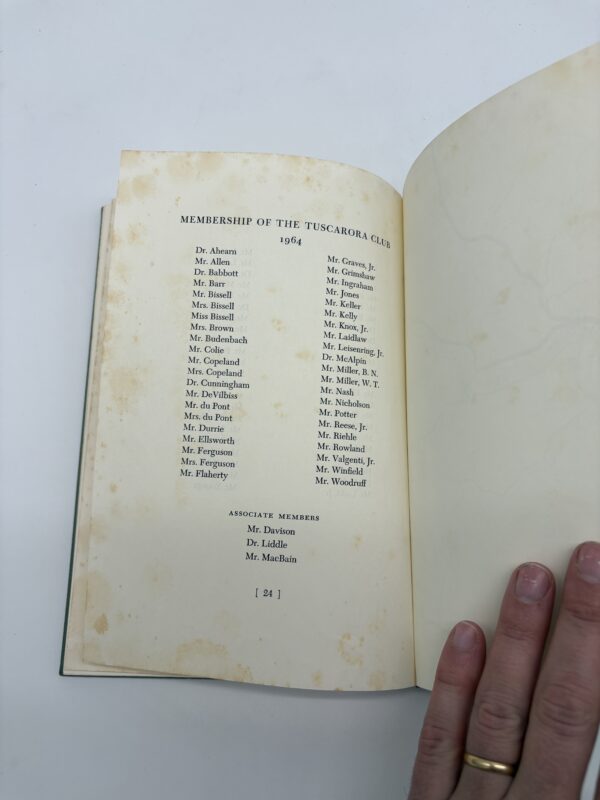 MEMBERSHIP OF THE TUSCARORA CLUB
1964
Dr. Ahearn
Mr. Allen
Dr. Babbott
Mr. Barr
Mr. Bissell
Mrs. Bissell
Miss Bissell
Mrs. Brown
Mr. Budenbach
Mr. Colie
Mr. Copeland
Mrs. Copeland
Dr. Cunningham
Mr. DeVilbiss
Mr. du Pont
Mrs. du Pont
Mr. Durrie
Mr. Ellsworth
Mr. Ferguson
Mrs. Ferguson
Mr. Flaherty
Mr. Graves, Jr.
Mr. Grimshaw
Mr. Ingraham
Mr. Jones
Mr. Keller
Mr. Kelly
Mr. Knox, Jr.
Mr. Laidlaw
Mr. Leisenring, Jr.
Dr. McAlpin
Mr. Miller, B. N.
Mr. Miller, W. T.
Mr. Nash
Mr. Nicholson
Mr. Potter
Mr. Reese, Jr.
Mr. Riehle
Mr. Rowland
Mr. Valgenti, Jr.
Mr. Winfield
Mr. Woodruff
ASSOCIATE MEMBERS
Mr. Davison
Dr. Liddle
Mr. MacBain
[ 24 ]